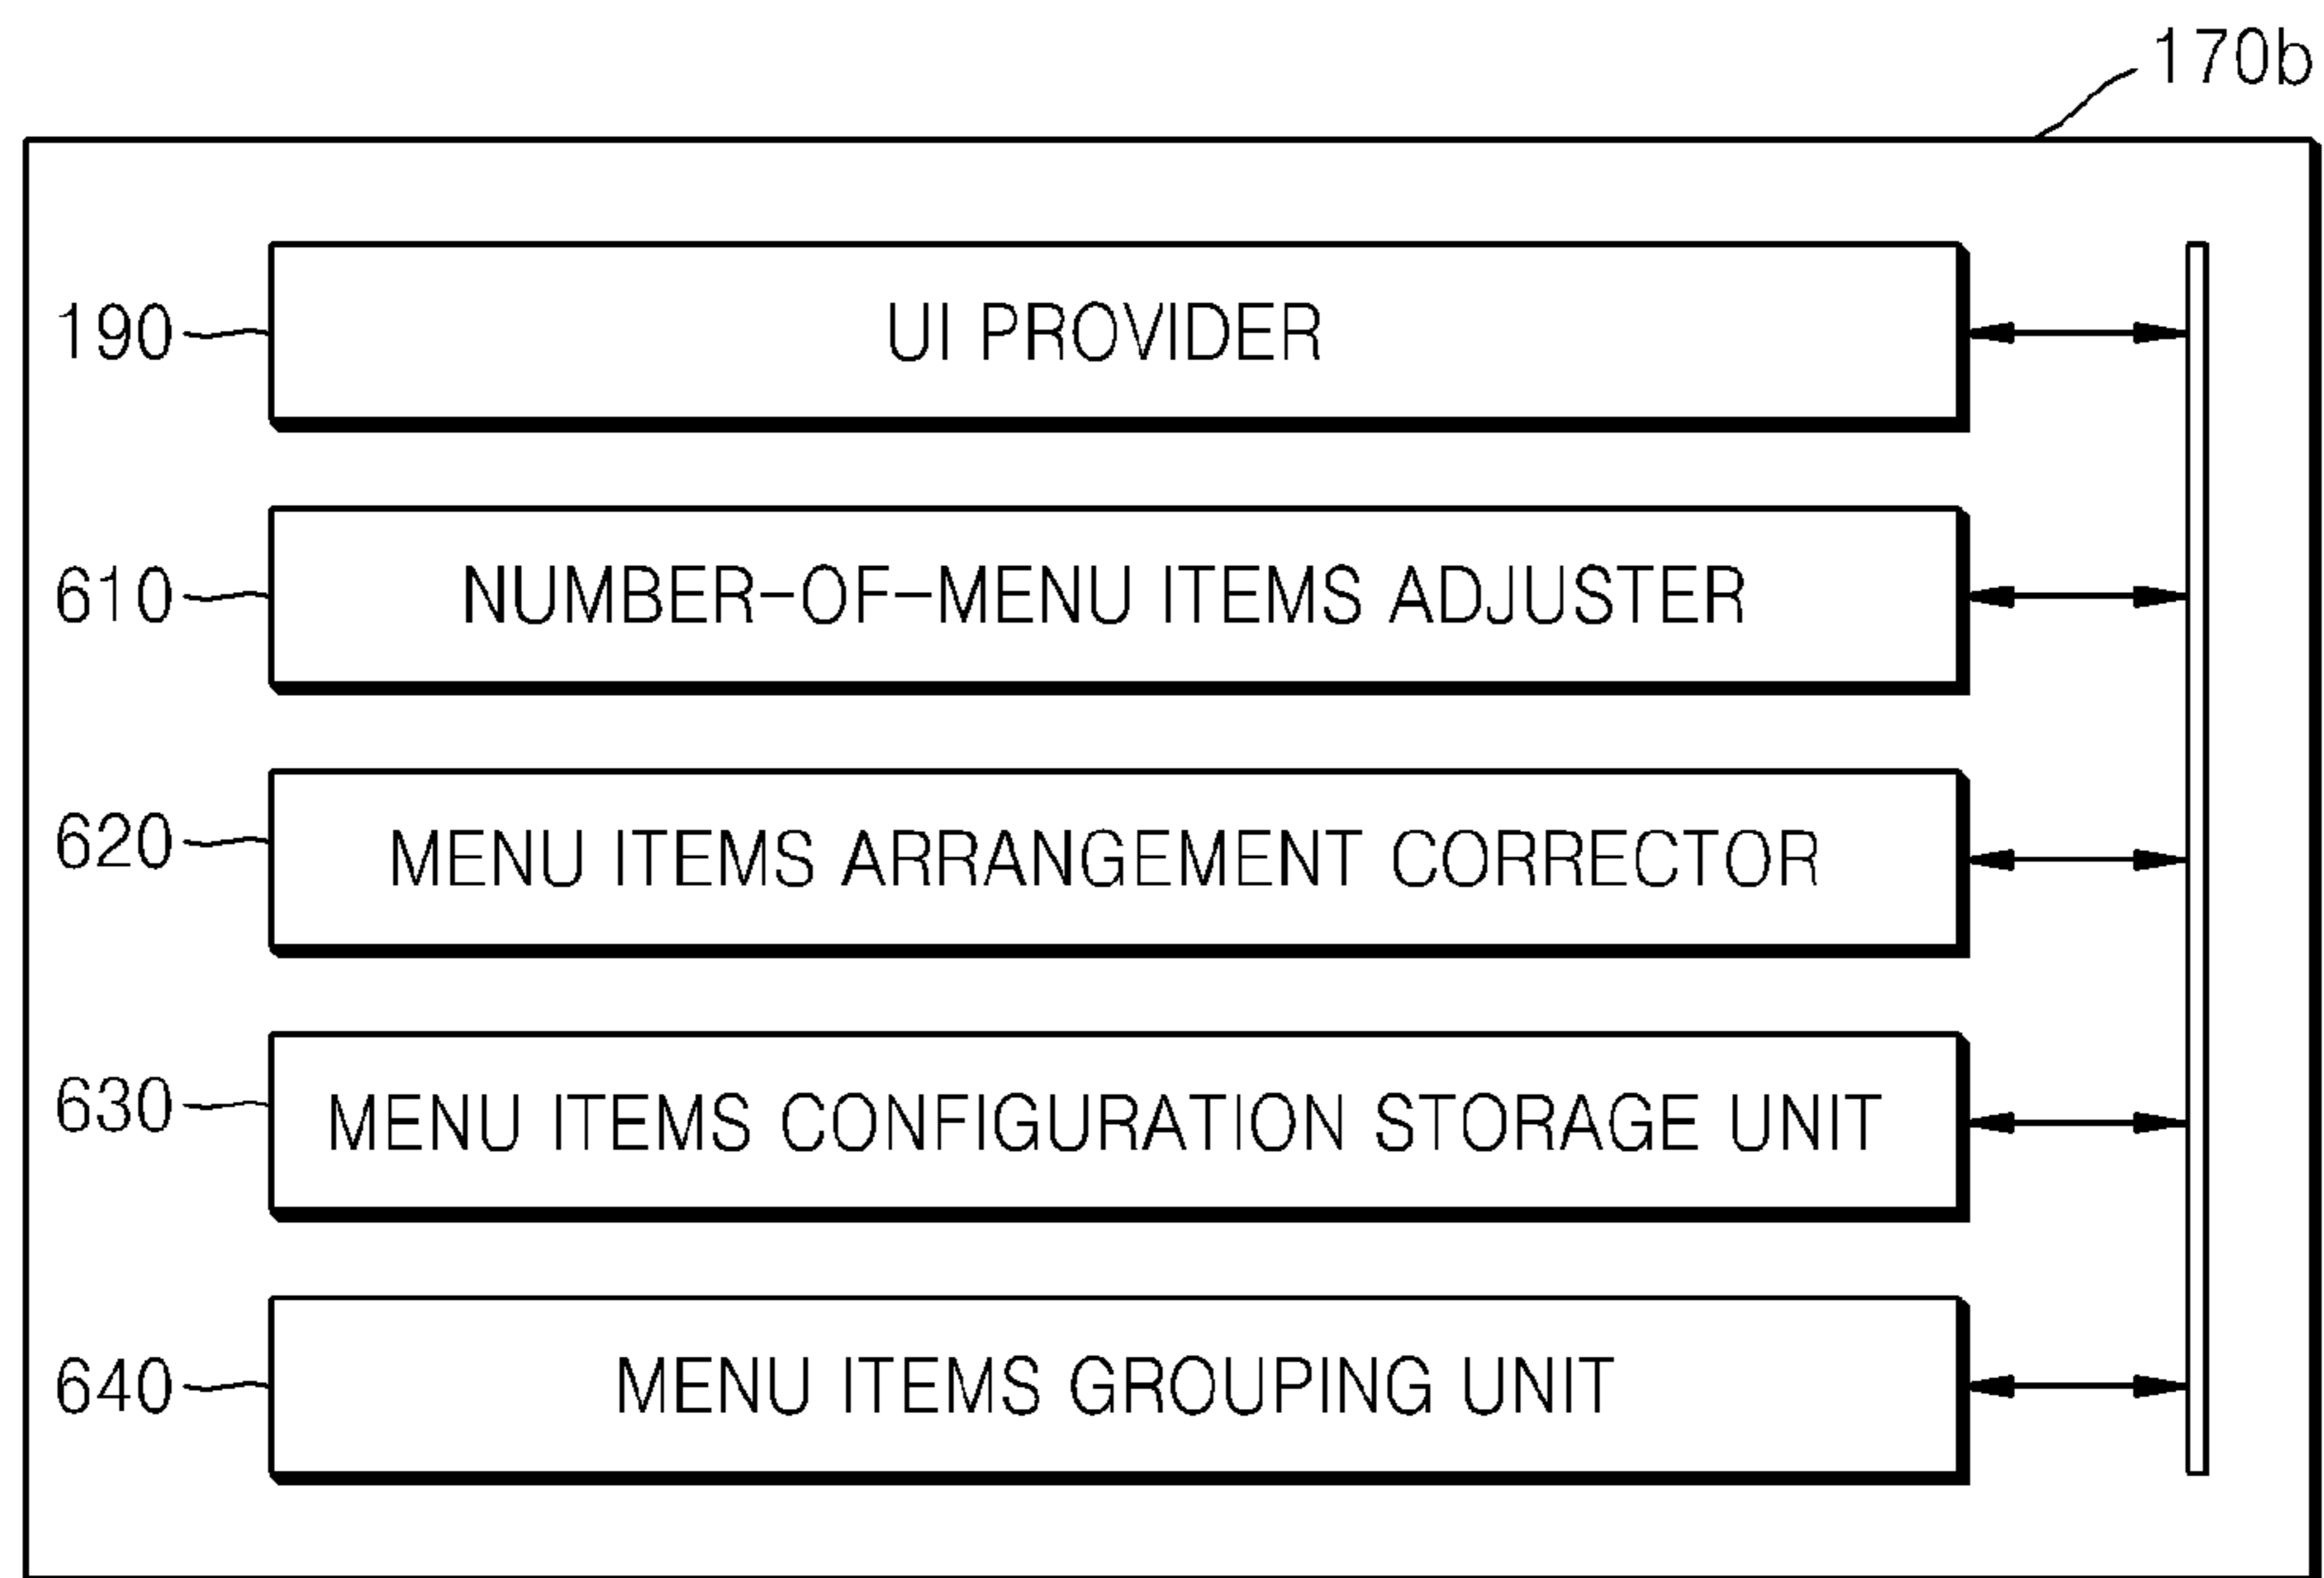 170b
190 UI PROVIDER
610 NUMBER-OF-MENU ITEMS ADJUSTER
620 MENU ITEMS ARRANGEMENT CORRECTOR
630 MENU ITEMS CONFIGURATION STORAGE UNIT
640 MENU ITEMS GROUPING UNIT